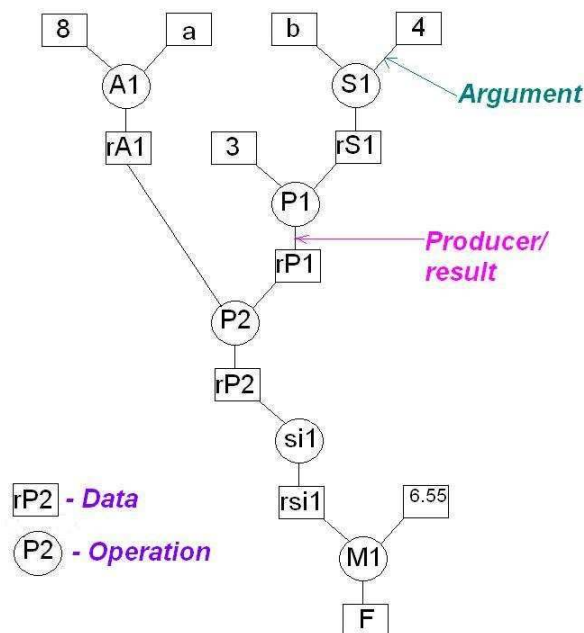 8
a
b
4
A1
S1
Argument
rA1
3
rS1
P1
Producer/
result
rP1
P2
rP2
si1
rP2 - Data
rsi1
6.55
P2 - Operation
M1
F